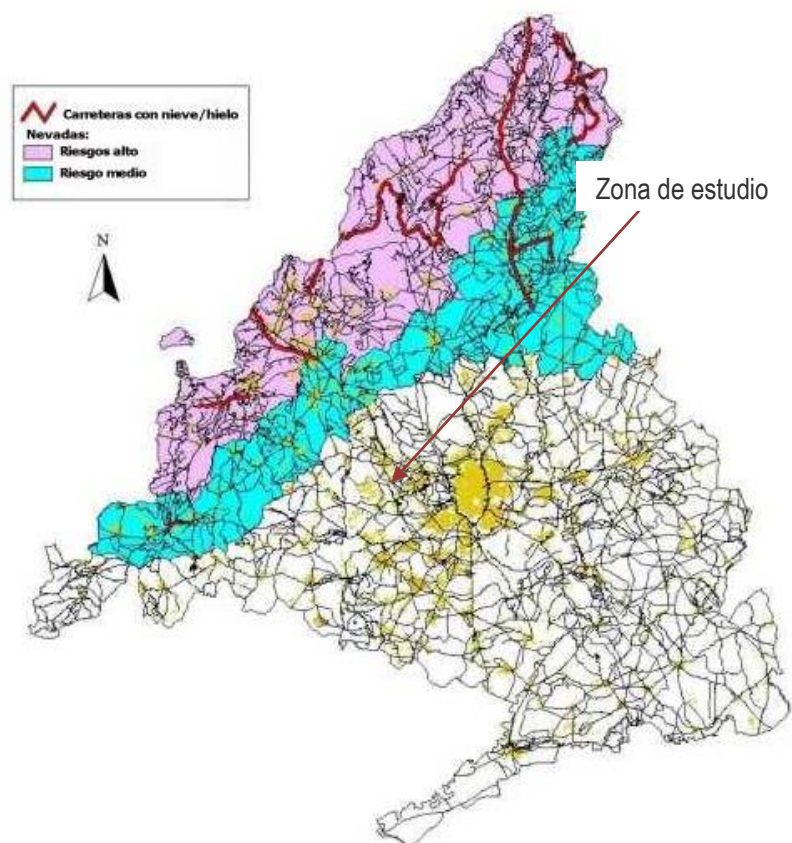 Carreteras con nieve/hielo
Nevadas:
Riesgos alto
Riesgo medio
N
Zona de estudio